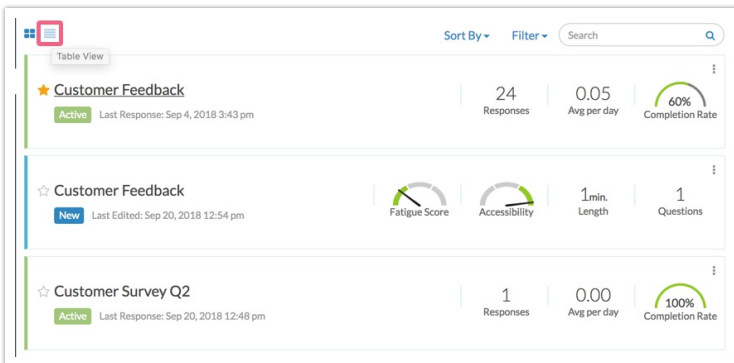 Sort By Filter Search
Table View
Customer Feedback
Active Last Response: Sep 4, 2018 3:43 pm
24
Responses
0.05
Avg per day
60%
Completion Rate
Customer Feedback
New Last Edited: Sep 20, 2018 12:54 pm
Fatigue Score
Accessibility
1min.
Length
1
Questions
Customer Survey Q2
Active Last Response: Sep 20, 2018 12:48 pm
1
Responses
0.00
Avg per day
100%
Completion Rate